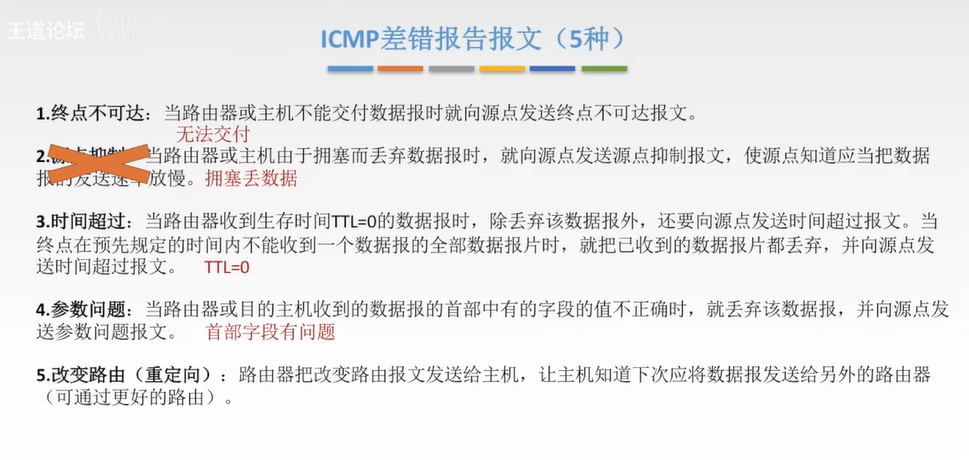 王道论坛
ICMP差错报告报文（5种）
1.终点不可达：当路由器或主机不能交付数据报时就向源点发送终点不可达报文。
无法交付
2.源点抑制：当路由器或主机由于拥塞而丢弃数据报时，就向源点发送源点抑制报文，使源点知道应当把数据
报的发送速率放慢。 拥塞丢数据
3.时间超过：当路由器收到生存时间TTL=0的数据报时，除丢弃该数据报外，还要向源点发送时间超过报文。当
终点在预先规定的时间内不能收到一个数据报的全部数据报片时，就把已收到的数据报片都丢弃，并向源点发
送时间超过报文。 TTL=0
4.参数问题：当路由器或目的主机收到的数据报的首部中有的字段的值不正确时，就丢弃该数据报，并向源点发
送参数问题报文。 首部字段有问题
5.改变路由（重定向）：路由器把改变路由报文发送给主机，让主机知道下次应将数据报发送给另外的路由器
（可通过更好的路由）。